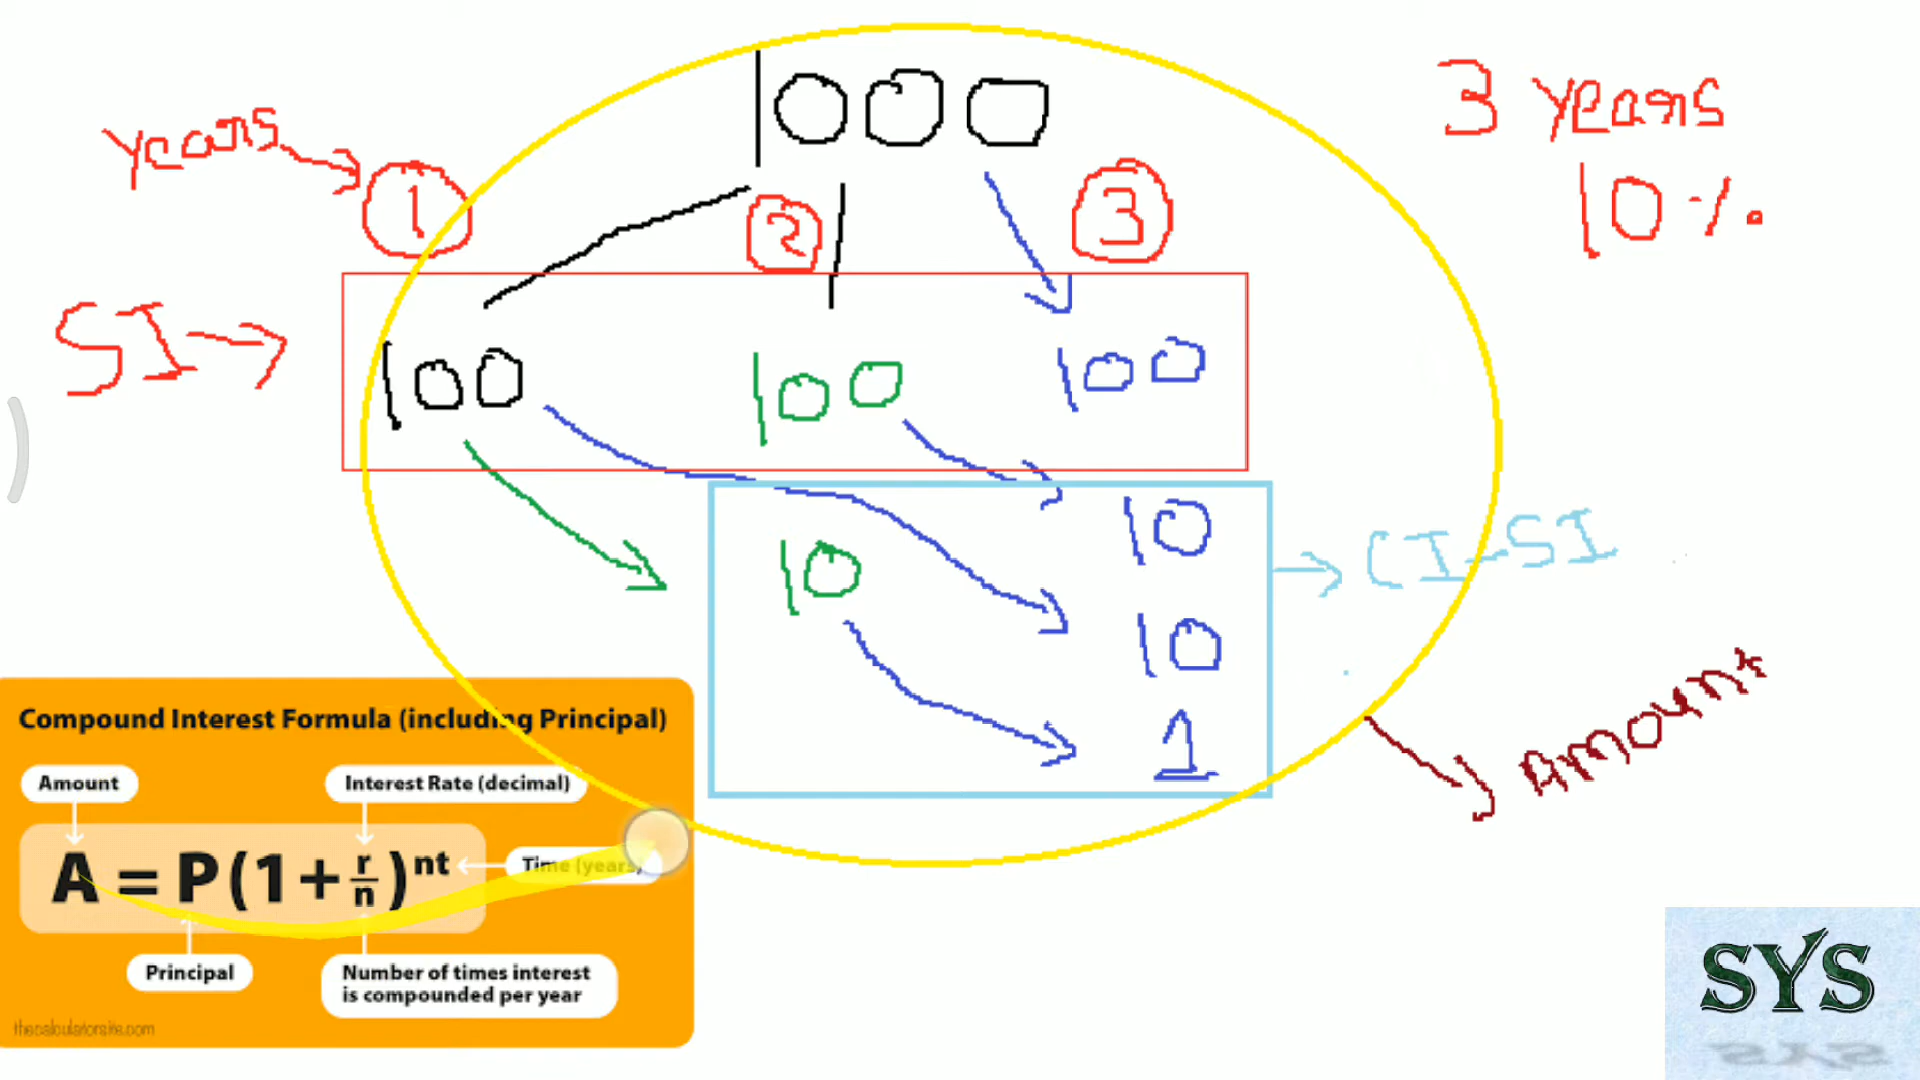 1000
3 years
10%
years
1
2
3
SI
100 100 100
10
10
10
1
CI-SI
Amount
Compound Interest Formula (including Principal)
Amount
Interest Rate (decimal)
A = P(1+r/n)^nt
Time (years)
Principal
Number of times interest
is compounded per year
thecalculatorsite.com
SYS